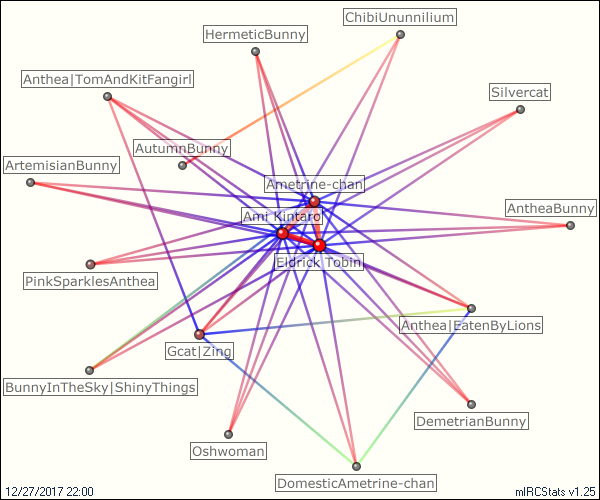 ChibiUnunnilium
HermeticBunny
Anthea|TomAndKitFangirl
Silvercat
AutumnBunny
ArtemisianBunny
Ametrine-chan
AntheaBunny
Amt Kintaro
Eldrick Tobin
PinkSparklesAnthea
Anthea|EatenByLions
Gcat|Zing
BunnyInTheSky|ShinyThings
DemetrianBunny
Oshwoman
DomesticAmetrine-chan
12/27/2017 22:00
mIRCStats v1.25